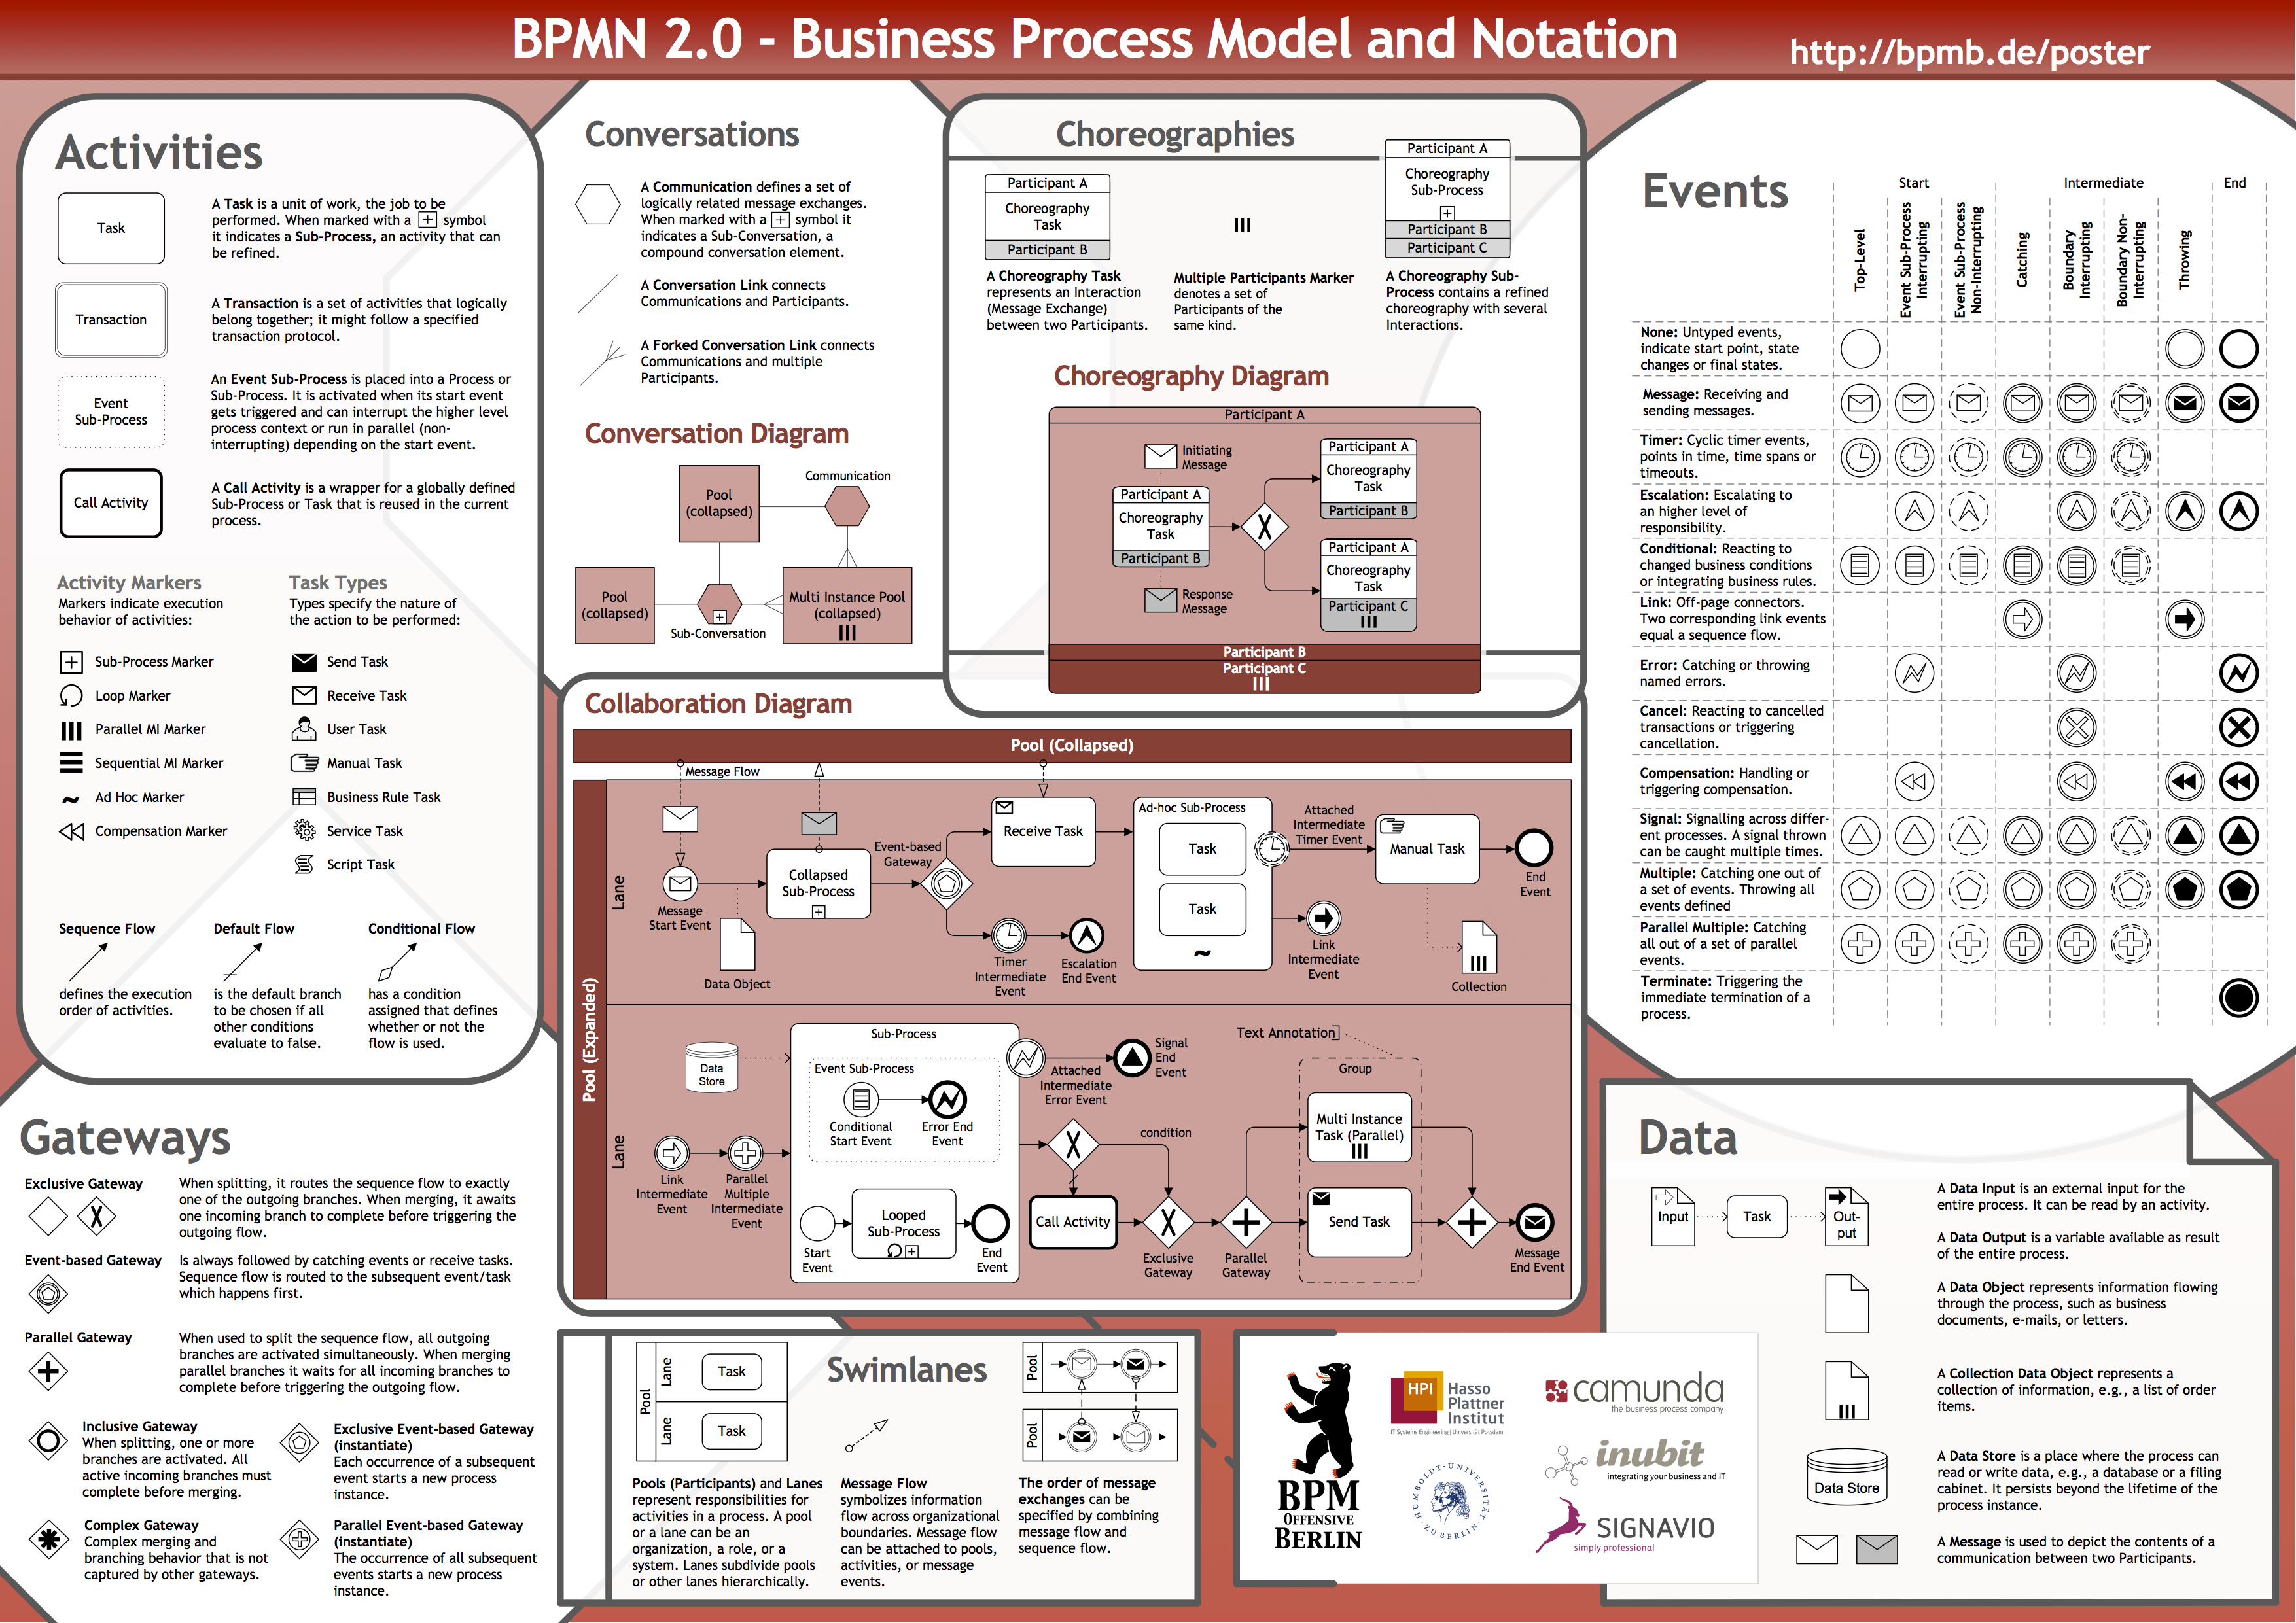 BPMN 2.0 - Business Process Model and Notation
http://bpmb.de/poster
Activities
Task
A Task is a unit of work, the job to be
performed. When marked with a + symbol
it indicates a Sub-Process, an activity that can
be refined.
Transaction
A Transaction is a set of activities that logically
belong together; it might follow a specified
transaction protocol.
Event
Sub-Process
An Event Sub-Process is placed into a Process or
Sub-Process. It is activated when its start event
gets triggered and can interrupt the higher level
process context or run in parallel (non-
interrupting) depending on the start event.
Call Activity
A Call Activity is a wrapper for a globally defined
Sub-Process or Task that is reused in the current
process.
Activity Markers
Markers indicate execution
behavior of activities:
Sub-Process Marker
Loop Marker
Parallel MI Marker
Sequential MI Marker
Ad Hoc Marker
Compensation Marker
Task Types
Types specify the nature of
the action to be performed:
Send Task
Receive Task
User Task
Manual Task
Business Rule Task
Service Task
Script Task
Sequence Flow
defines the execution
order of activities.
Default Flow
is the default branch
to be chosen if all
other conditions
evaluate to false.
Conditional Flow
has a condition
assigned that defines
whether or not the
flow is used.
Gateways
Exclusive Gateway
When splitting, it routes the sequence flow to exactly
one of the outgoing branches. When merging, it awaits
one incoming branch to complete before triggering the
outgoing flow.
Event-based Gateway
Is always followed by catching events or receive tasks.
Sequence flow is routed to the subsequent event/task
which happens first.
Parallel Gateway
When used to split the sequence flow, all outgoing
branches are activated simultaneously. When merging
parallel branches it waits for all incoming branches to
complete before triggering the outgoing flow.
Inclusive Gateway
When splitting, one or more
branches are activated. All
active incoming branches must
complete before merging.
Exclusive Event-based Gateway
(instantiate)
Each occurrence of a subsequent
event starts a new process
instance.
Complex Gateway
Complex merging and
branching behavior that is not
captured by other gateways.
Parallel Event-based Gateway
(instantiate)
The occurrence of all subsequent
events starts a new process
instance.
Conversations
A Communication defines a set of
logically related message exchanges.
When marked with a + symbol it
indicates a Sub-Conversation, a
compound conversation element.
A Conversation Link connects
Communications and Participants.
A Forked Conversation Link connects
Communications and multiple
Participants.
Conversation Diagram
Pool
(collapsed)
Communication
Pool
(collapsed)
Sub-Conversation
Multi Instance Pool
(collapsed)
Choreographies
Participant A
Choreography
Task
Participant B
A Choreography Task
represents an Interaction
(Message Exchange)
between two Participants.
Multiple Participants Marker
denotes a set of
Participants of the
same kind.
Participant A
Choreography
Sub-Process
Participant B
Participant C
A Choreography Sub-
Process contains a refined
choreography with several
Interactions.
Choreography Diagram
Participant A
Initiating
Message
Participant A
Choreography
Task
Participant B
Response
Message
Participant A
Choreography
Task
Participant B
Participant A
Choreography
Task
Participant C
Participant B
Participant C
Collaboration Diagram
Pool (Collapsed)
Pool (Expanded)
Lane
Message Flow
Message
Start Event
Data Object
Collapsed
Sub-Process
Event-based
Gateway
Receive Task
Timer
Intermediate
Event
Escalation
End Event
Ad-hoc Sub-Process
Task
Task
Attached
Intermediate
Timer Event
Link
Intermediate
Event
Manual Task
End
Event
Collection
Lane
Data
Store
Link
Intermediate
Event
Parallel
Multiple
Intermediate
Event
Sub-Process
Event Sub-Process
Conditional
Start Event
Error End
Event
Start
Event
Looped
Sub-Process
End
Event
Attached
Intermediate
Error Event
Signal
End
Event
condition
Call Activity
Exclusive
Gateway
Parallel
Gateway
Text Annotation
Group
Multi Instance
Task (Parallel)
Send Task
Message
End Event
Swimlanes
Pool
Lane
Task
Lane
Task
Pools (Participants) and Lanes
represent responsibilities for
activities in a process. A pool
or a lane can be an
organization, a role, or a
system. Lanes subdivide pools
or other lanes hierarchically.
Message Flow
symbolizes information
flow across organizational
boundaries. Message flow
can be attached to pools,
activities, or message
events.
Pool
Pool
The order of message
exchanges can be
specified by combining
message flow and
sequence flow.
BPM
OFFENSIVE
BERLIN
HPI
Hasso
Plattner
Institut
IT Systems Engineering | Universität Potsdam
HUMBOLDT-UNIVERSITÄT
ZU BERLIN
camunda
the business process company
inubit
integrating your business and IT
SIGNAVIO
simply professional
Events
Start
Intermediate
End
Top-Level
Event Sub-Process
Interrupting
Event Sub-Process
Non-Interrupting
Catching
Boundary
Interrupting
Boundary Non-
Interrupting
Throwing
None: Untyped events,
indicate start point, state
changes or final states.
Message: Receiving and
sending messages.
Timer: Cyclic timer events,
points in time, time spans or
timeouts.
Escalation: Escalating to
an higher level of
responsibility.
Conditional: Reacting to
changed business conditions
or integrating business rules.
Link: Off-page connectors.
Two corresponding link events
equal a sequence flow.
Error: Catching or throwing
named errors.
Cancel: Reacting to cancelled
transactions or triggering
cancellation.
Compensation: Handling or
triggering compensation.
Signal: Signalling across differ-
ent processes. A signal thrown
can be caught multiple times.
Multiple: Catching one out of
a set of events. Throwing all
events defined
Parallel Multiple: Catching
all out of a set of parallel
events.
Terminate: Triggering the
immediate termination of a
process.
Data
Input
Task
Out-
put
A Data Input is an external input for the
entire process. It can be read by an activity.
A Data Output is a variable available as result
of the entire process.
A Data Object represents information flowing
through the process, such as business
documents, e-mails, or letters.
A Collection Data Object represents a
collection of information, e.g., a list of order
items.
Data Store
A Data Store is a place where the process can
read or write data, e.g., a database or a filing
cabinet. It persists beyond the lifetime of the
process instance.
A Message is used to depict the contents of a
communication between two Participants.